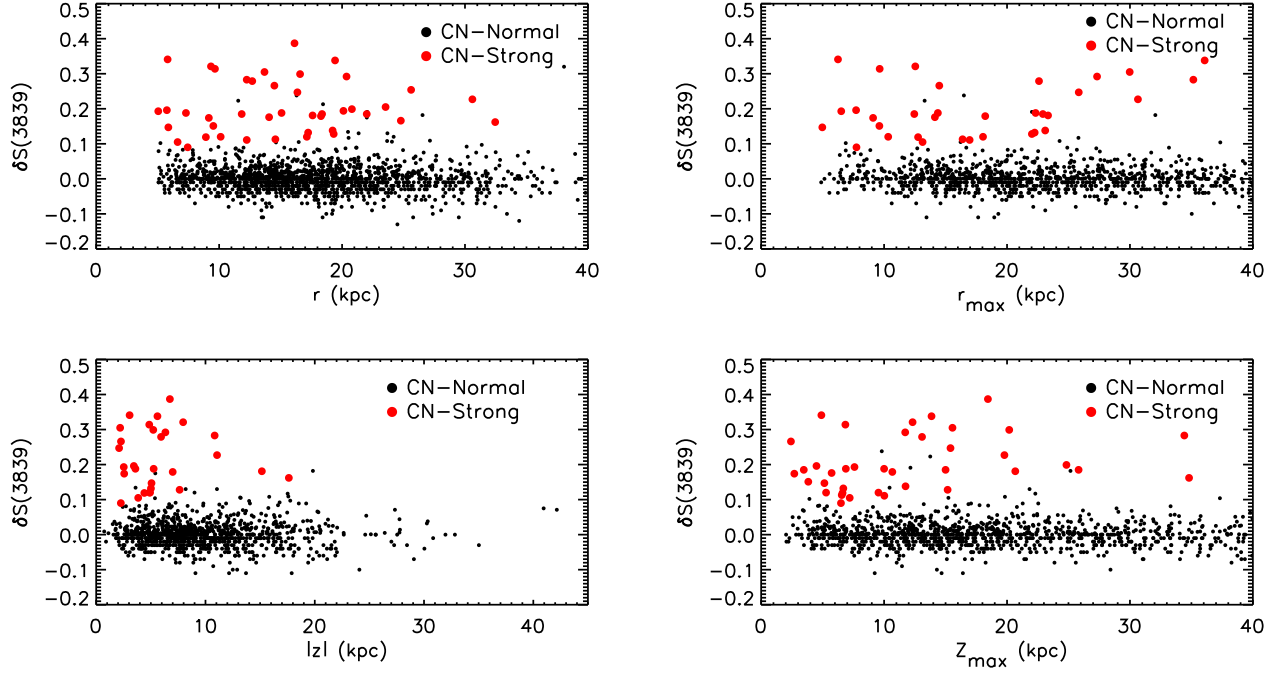 0.5
0.4
0.3
0.2
0.1
0.0
−0.1
−0.2
δS(3839)
CN−Normal
CN−Strong
0 10 20 30 40
r (kpc)
0.5
0.4
0.3
0.2
0.1
0.0
−0.1
−0.2
δS(3839)
CN−Normal
CN−Strong
0 10 20 30 40
r_max (kpc)
0.5
0.4
0.3
0.2
0.1
0.0
−0.1
−0.2
δS(3839)
CN−Normal
CN−Strong
0 10 20 30 40
|z| (kpc)
0.5
0.4
0.3
0.2
0.1
0.0
−0.1
−0.2
δS(3839)
CN−Normal
CN−Strong
0 10 20 30 40
Z_max (kpc)